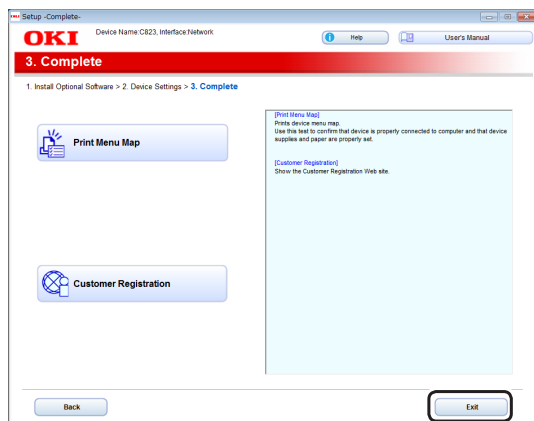 OKI Setup -Complete-
OKI
Device Name:C823, Interface:Network
Help
User's Manual
3. Complete
1. Install Optional Software > 2. Device Settings > 3. Complete
Print Menu Map
[Print Menu Map]
Prints device menu map.
Use this test to confirm that device is properly connected to computer and that device
supplies and paper are properly set.
[Customer Registration]
Show the Customer Registration Web site.
Customer Registration
Back
Exit